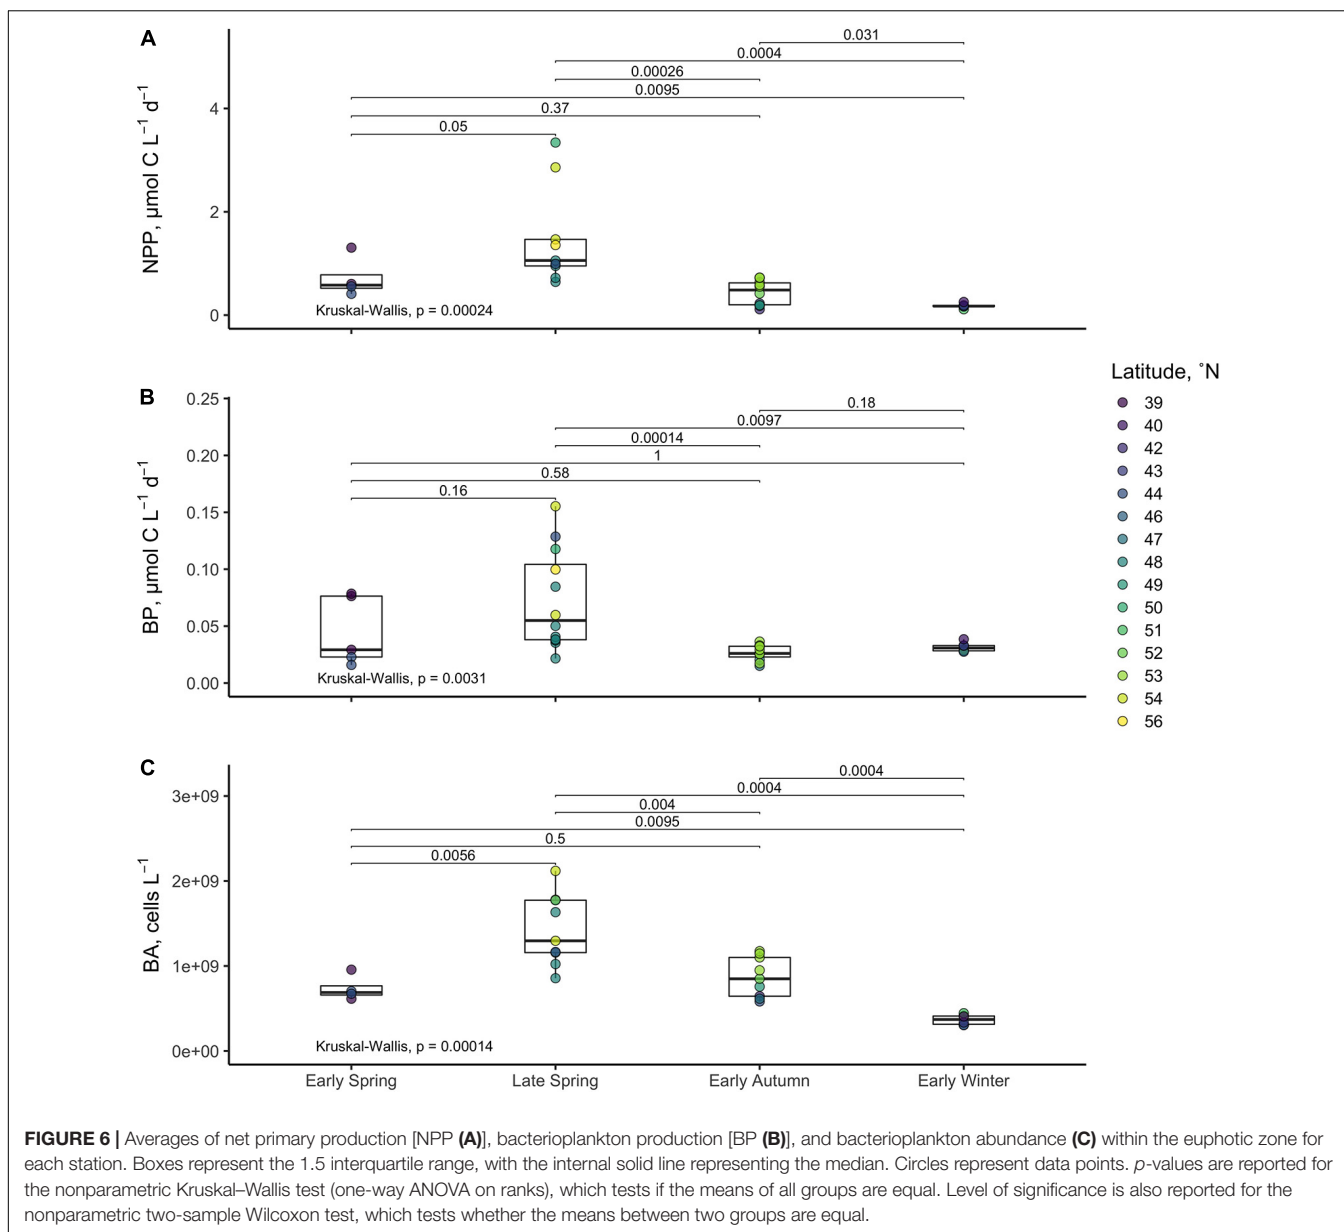 A
NPP, µmol C L⁻¹ d⁻¹
4
2
0
0.031
0.0004
0.00026
0.0095
0.37
0.05
Kruskal-Wallis, p = 0.00024
B
BP, µmol C L⁻¹ d⁻¹
0.25
0.20
0.15
0.10
0.05
0.00
0.18
0.0097
0.00014
1
0.58
0.16
Kruskal-Wallis, p = 0.0031
Latitude, ˚N
39
40
42
43
44
46
47
48
49
50
51
52
53
54
56
C
BA, cells L⁻¹
3e+09
2e+09
1e+09
0e+00
0.0004
0.0004
0.004
0.0095
0.5
0.0056
Kruskal-Wallis, p = 0.00014
Early Spring Late Spring Early Autumn Early Winter
FIGURE 6 | Averages of net primary production [NPP (A)], bacterioplankton production [BP (B)], and bacterioplankton abundance (C) within the euphotic zone for
each station. Boxes represent the 1.5 interquartile range, with the internal solid line representing the median. Circles represent data points. p-values are reported for
the nonparametric Kruskal–Wallis test (one-way ANOVA on ranks), which tests if the means of all groups are equal. Level of significance is also reported for the
nonparametric two-sample Wilcoxon test, which tests whether the means between two groups are equal.